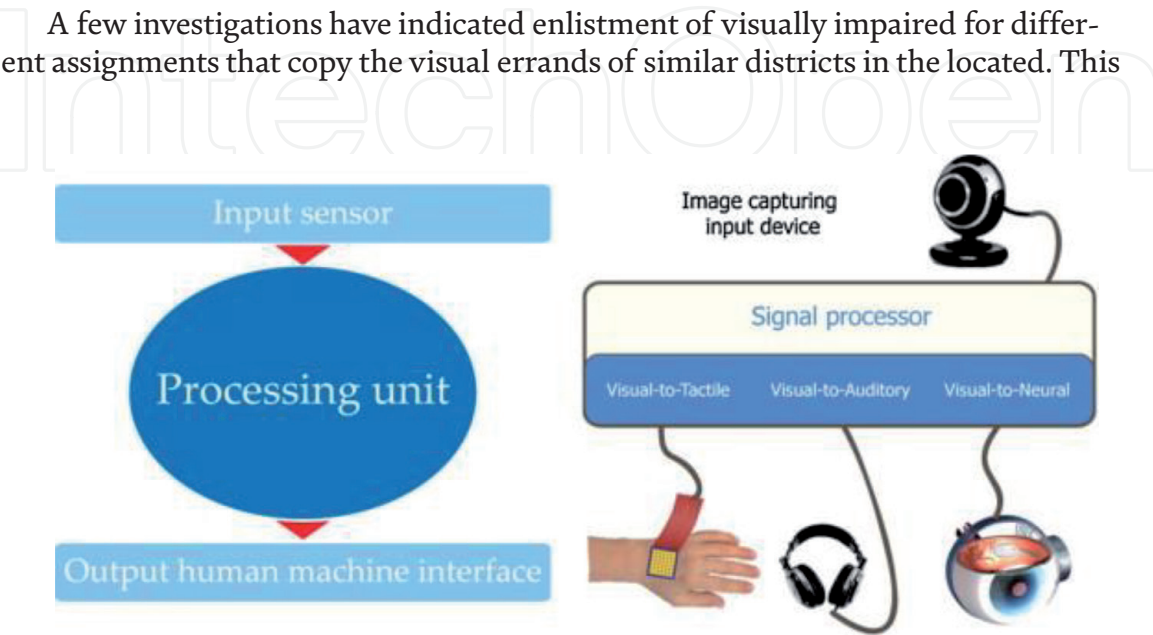 A few investigations have indicated enlistment of visually impaired for differ-
ent assignments that copy the visual errands of similar districts in the located. This
IntechOpen
Input sensor
Processing unit
Output human machine interface
Image capturing
input device
Signal processor
Visual-to-Tactile Visual-to-Auditory Visual-to-Neural